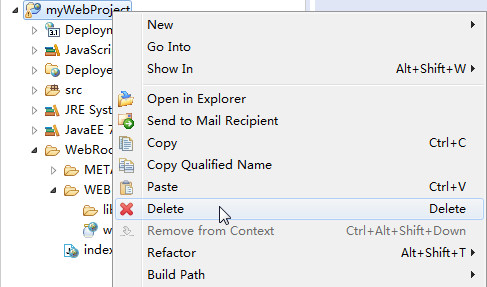 myWebProject
Deploym
JavaScri
Deploye
src
JRE Syst
JavaEE 7
WebRoo
META
WEB
lib
w
index
New
Go Into
Show In Alt+Shift+W
Open in Explorer
Send to Mail Recipient
Copy Ctrl+C
Copy Qualified Name
Paste Ctrl+V
Delete Delete
Remove from Context Ctrl+Alt+Shift+Down
Refactor Alt+Shift+T
Build Path